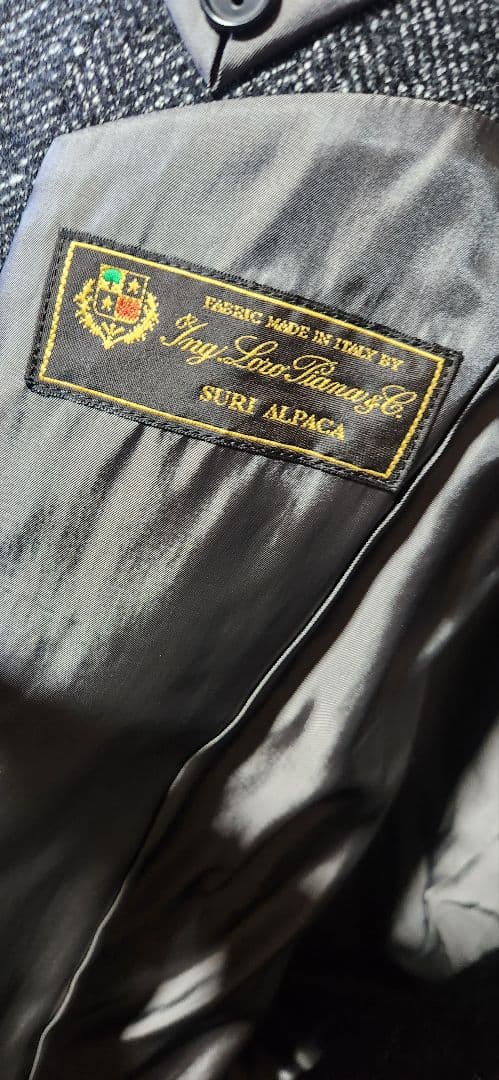 FABRIC MADE IN ITALY BY
Ing. Loro Piana & C.
SURI ALPACA